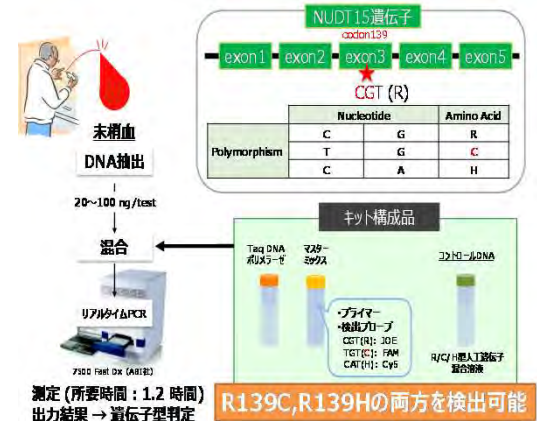 NUDT15遺伝子
codon139
exon1 exon2 exon3 exon4 exon5
CGT (R)
Nucleotide Amino Acid
Polymorphism
C G R
T G C
C A H
末梢血
DNA抽出
20～100 ng/test
混合
リアルタイムPCR
7500 Fast Dx (ABI社)
測定 (所要時間：1.2 時間)
出力結果 → 遺伝子型判定
キット構成品
Taq DNA
ポリメラーゼ
マスター
ミックス
コントロールDNA
・プライマー
・検出プローブ
CGT(R): JOE
TGT(C): FAM
CAT(H): Cy5
R/C/H型人工遺伝子
混合溶液
R139C,R139Hの両方を検出可能